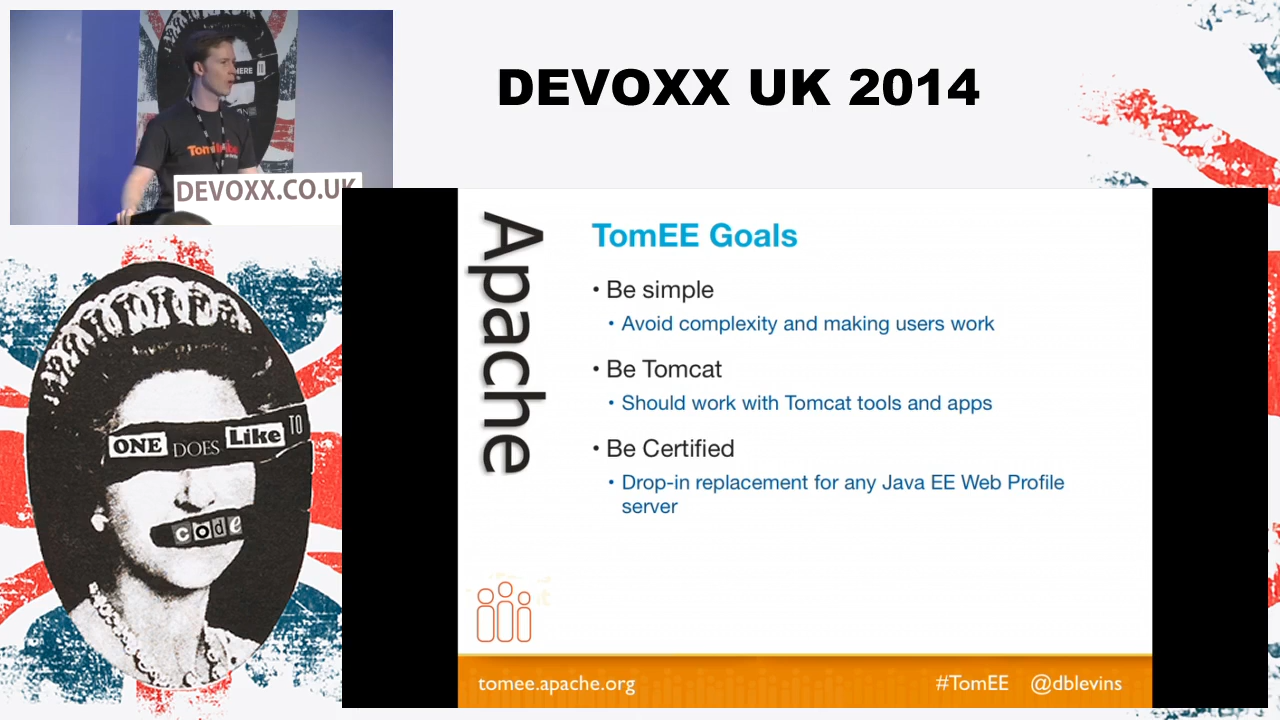 DEVOXX UK 2014
DEVOXX.CO.UK
Apache
TomEE Goals
• Be simple
• Avoid complexity and making users work
• Be Tomcat
• Should work with Tomcat tools and apps
• Be Certified
• Drop-in replacement for any Java EE Web Profile
server
tomee.apache.org
#TomEE @dblevins
ONE DOES Like TO
code